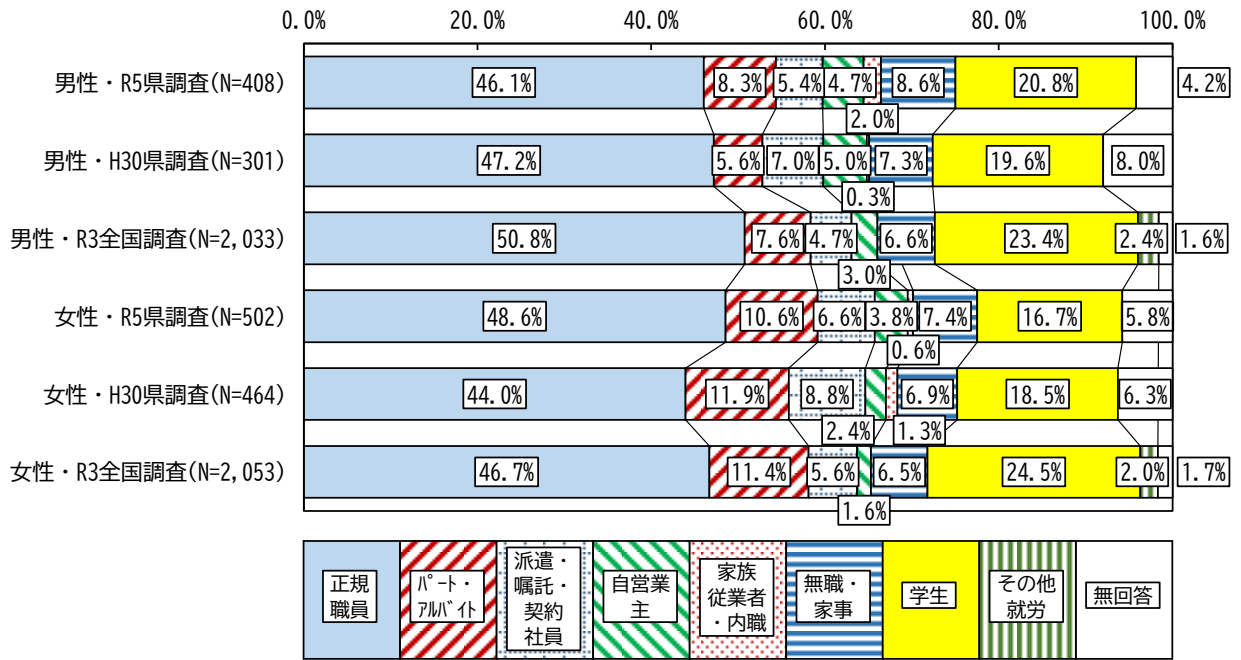 0.0% 20.0% 40.0% 60.0% 80.0% 100.0%
男性・R5県調査(N=408) 46.1% 8.3% 5.4% 4.7% 2.0% 8.6% 20.8% 4.2%
男性・H30県調査(N=301) 47.2% 5.6% 7.0% 5.0% 0.3% 7.3% 19.6% 8.0%
男性・R3全国調査(N=2,033) 50.8% 7.6% 4.7% 3.0% 6.6% 23.4% 2.4% 1.6%
女性・R5県調査(N=502) 48.6% 10.6% 6.6% 3.8% 0.6% 7.4% 16.7% 5.8%
女性・H30県調査(N=464) 44.0% 11.9% 8.8% 2.4% 1.3% 6.9% 18.5% 6.3%
女性・R3全国調査(N=2,053) 46.7% 11.4% 5.6% 1.6% 6.5% 24.5% 2.0% 1.7%
正規
職員
ﾊﾟｰﾄ・
ｱﾙﾊﾞｲﾄ
派遣・
嘱託・
契約
社員
自営業
主
家族
従業者
・内職
無職・
家事
学生
その他
就労
無回答